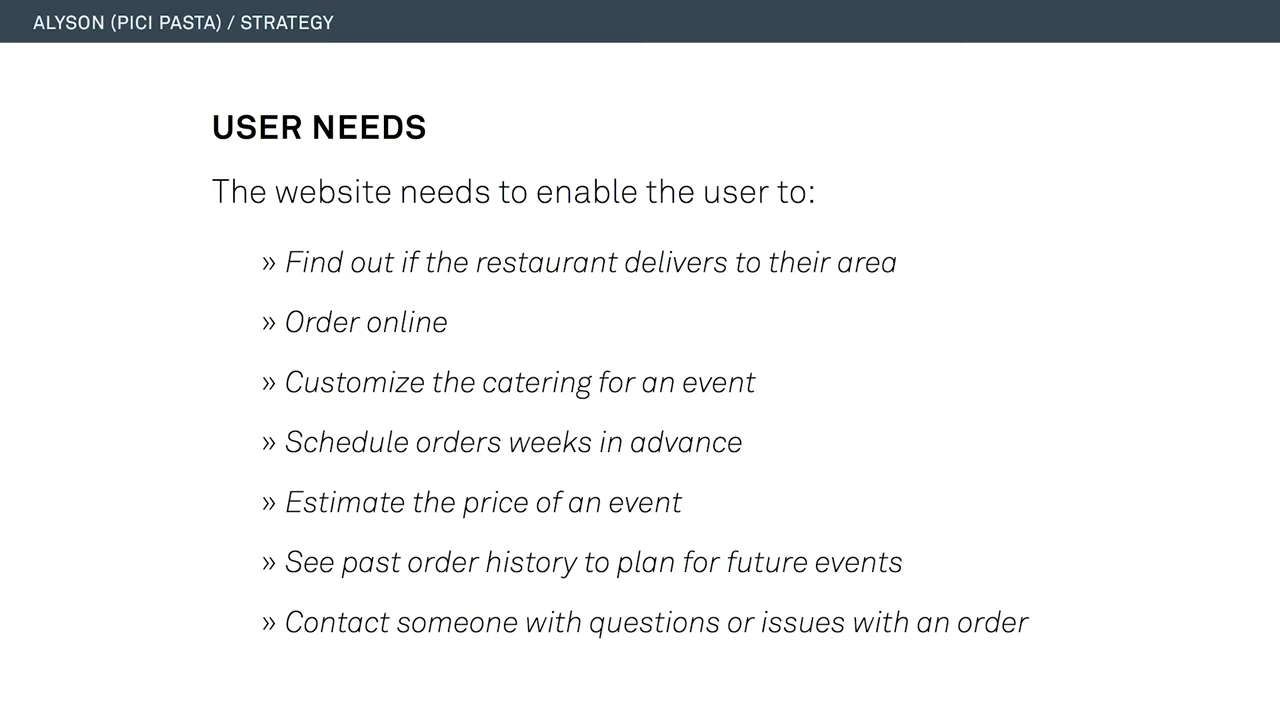 ALYSON (PICI PASTA) / STRATEGY
USER NEEDS
The website needs to enable the user to:
» Find out if the restaurant delivers to their area
» Order online
» Customize the catering for an event
» Schedule orders weeks in advance
» Estimate the price of an event
» See past order history to plan for future events
» Contact someone with questions or issues with an order